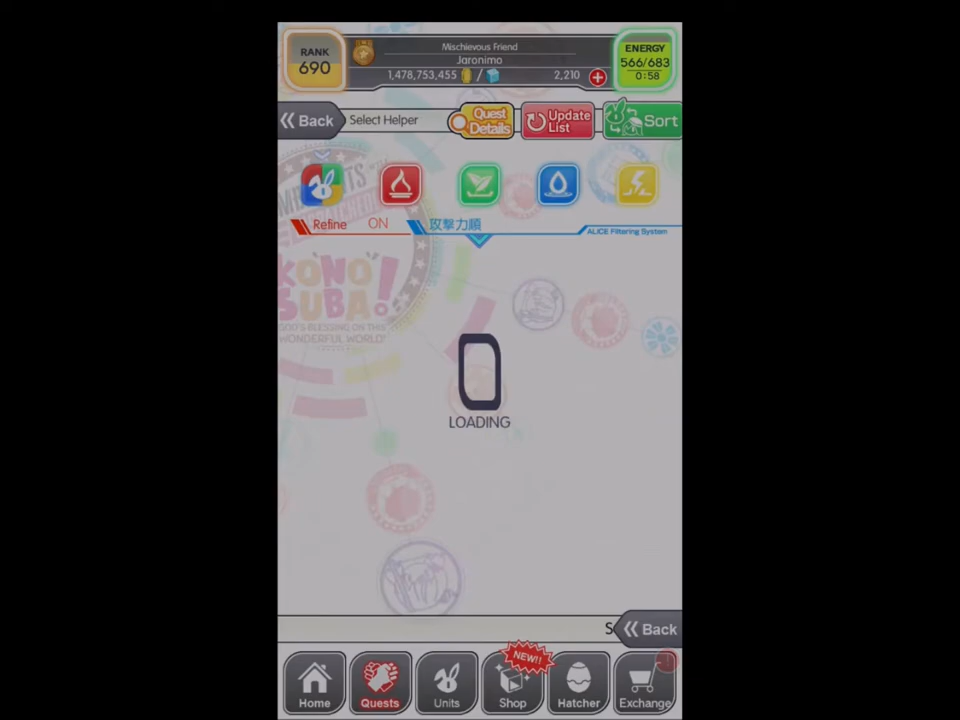 RANK
690
Mischievous Friend
Jaronimo
1,478,753,455 / 2,210
ENERGY
566/683
0:58
Back
Select Helper
Quest
Details
Update
List
Sort
Refine ON
攻撃力順
ALICE Filtering System
KONO
SUBA!
GOD'S BLESSING ON THIS
WONDERFUL WORLD!
LOADING
S
Back
NEW!!
Home
Quests
Units
Shop
Hatcher
Exchange